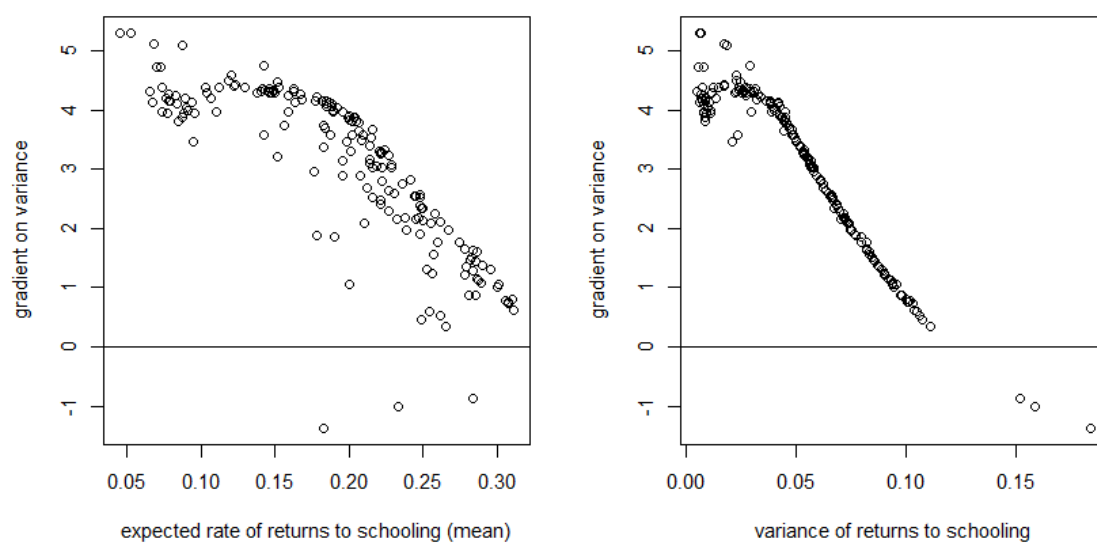 gradient on variance
5
4
3
2
1
0
-1
0.05 0.10 0.15 0.20 0.25 0.30
expected rate of returns to schooling (mean)
gradient on variance
5
4
3
2
1
0
-1
0.00 0.05 0.10 0.15
variance of returns to schooling